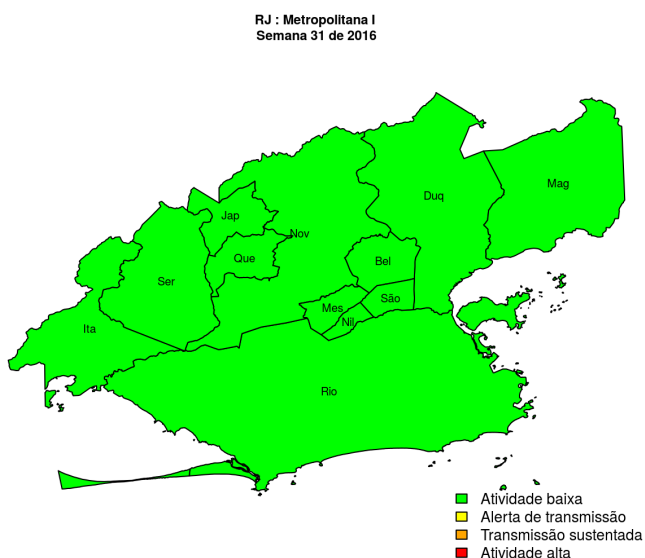 RJ : Metropolitana I
Semana 31 de 2016
Mag
Duq
Jap
Nov
Que
Bel
Ser
São
Mes
Nil
Ita
Rio
Atividade baixa
Alerta de transmissão
Transmissão sustentada
Atividade alta